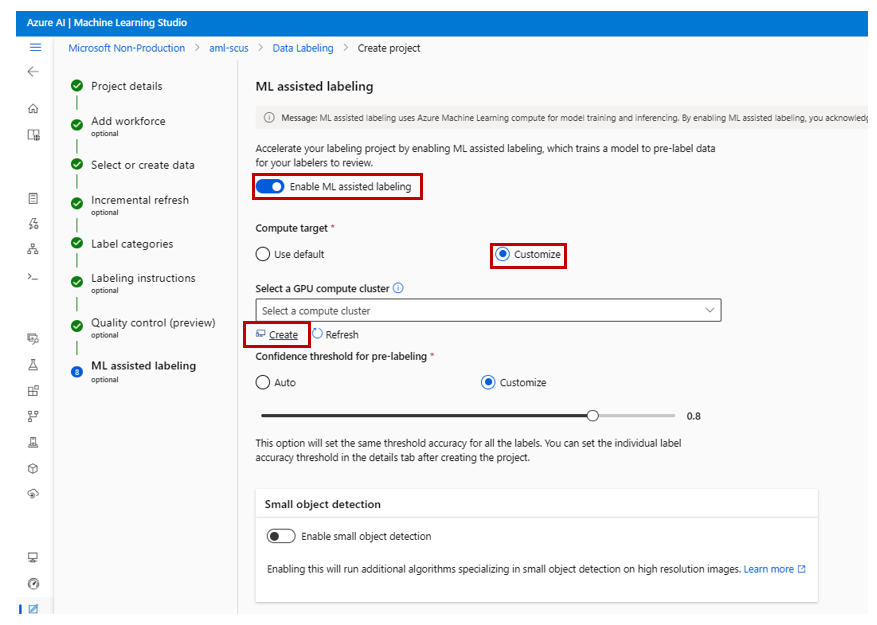 Azure AI | Machine Learning Studio
Microsoft Non-Production > aml-scus > Data Labeling > Create project
Project details
Add workforce
optional
Select or create data
Incremental refresh
optional
Label categories
Labeling instructions
optional
Quality control (preview)
optional
8
ML assisted labeling
optional
ML assisted labeling
Message: ML assisted labeling uses Azure Machine Learning compute for model training and inferencing. By enabling ML assisted labeling, you acknowledg
Accelerate your labeling project by enabling ML assisted labeling, which trains a model to pre-label data
for your labelers to review.
Enable ML assisted labeling
Compute target *
Use default
Customize
Select a GPU compute cluster
Select a compute cluster
Create
Refresh
Confidence threshold for pre-labeling *
Auto
Customize
0.8
This option will set the same threshold accuracy for all the labels. You can set the individual label
accuracy threshold in the details tab after creating the project.
Small object detection
Enable small object detection
Enabling this will run additional algorithms specializing in small object detection on high resolution images. Learn more